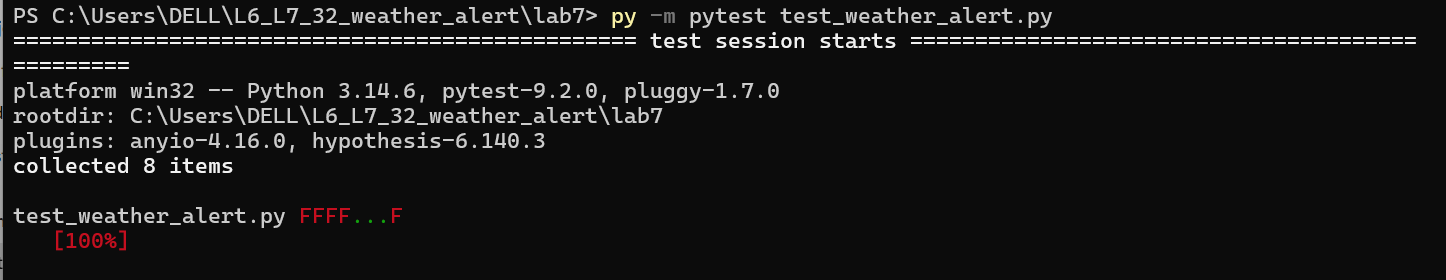 PS C:\Users\DELL\L6_L7_32_weather_alert\lab7> py -m pytest test_weather_alert.py
================================================ test session starts =======================================
=========
platform win32 -- Python 3.14.6, pytest-9.2.0, pluggy-1.7.0
rootdir: C:\Users\DELL\L6_L7_32_weather_alert\lab7
plugins: anyio-4.16.0, hypothesis-6.140.3
collected 8 items
test_weather_alert.py FFFF...F
[100%]